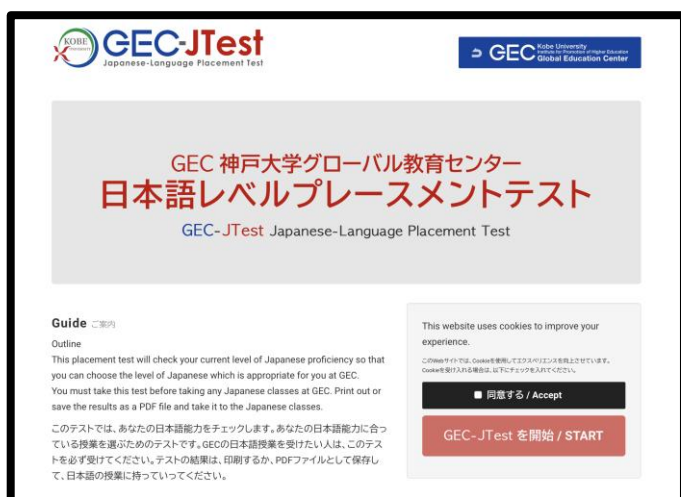 KOBE
UNIVERSITY
GEC-JTest
Japanese-Language Placement Test
GEC Kobe University
Institute for Promotion of Higher Education
Global Education Center
GEC 神戸大学グローバル教育センター
日本語レベルプレースメントテスト
GEC-JTest Japanese-Language Placement Test
Guide ご案内
Outline
This placement test will check your current level of Japanese proficiency so that
you can choose the level of Japanese which is appropriate for you at GEC.
You must take this test before taking any Japanese classes at GEC. Print out or
save the results as a PDF file and take it to the Japanese classes.
このテストでは、あなたの日本語能力をチェックします。あなたの日本語能力に合っ
ている授業を選ぶためのテストです。GECの日本語授業を受けたい人は、このテス
トを必ず受けてください。テストの結果は、印刷するか、PDFファイルとして保存し
て、日本語の授業に持っていってください。
This website uses cookies to improve your
experience.
このWebサイトでは、Cookieを使用してエクスペリエンスを向上させています。
Cookieを受け入れる場合は、以下にチェックを入れてください。
同意する / Accept
GEC-JTest を開始 / START